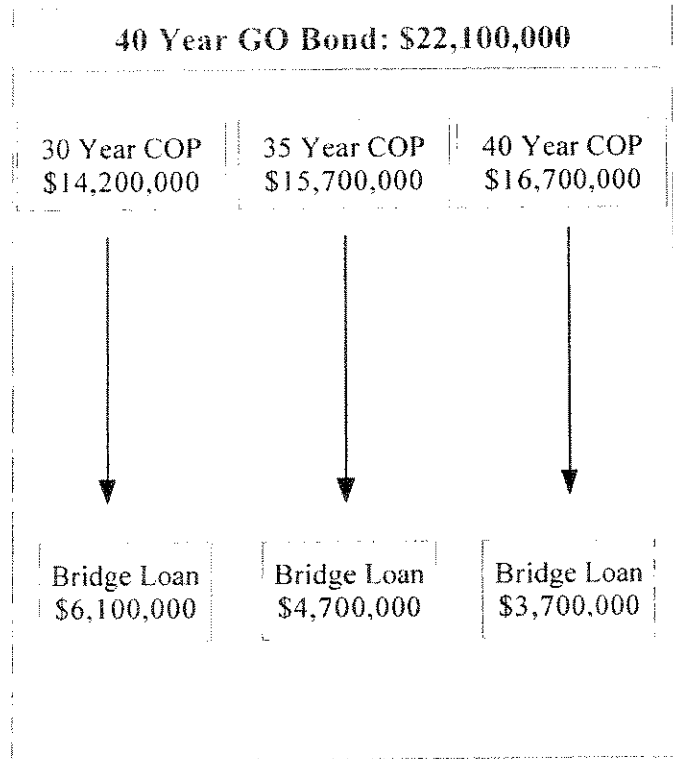 40 Year GO Bond: $22,100,000
30 Year COP
$14,200,000
35 Year COP
$15,700,000
40 Year COP
$16,700,000
Bridge Loan
$6,100,000
Bridge Loan
$4,700,000
Bridge Loan
$3,700,000